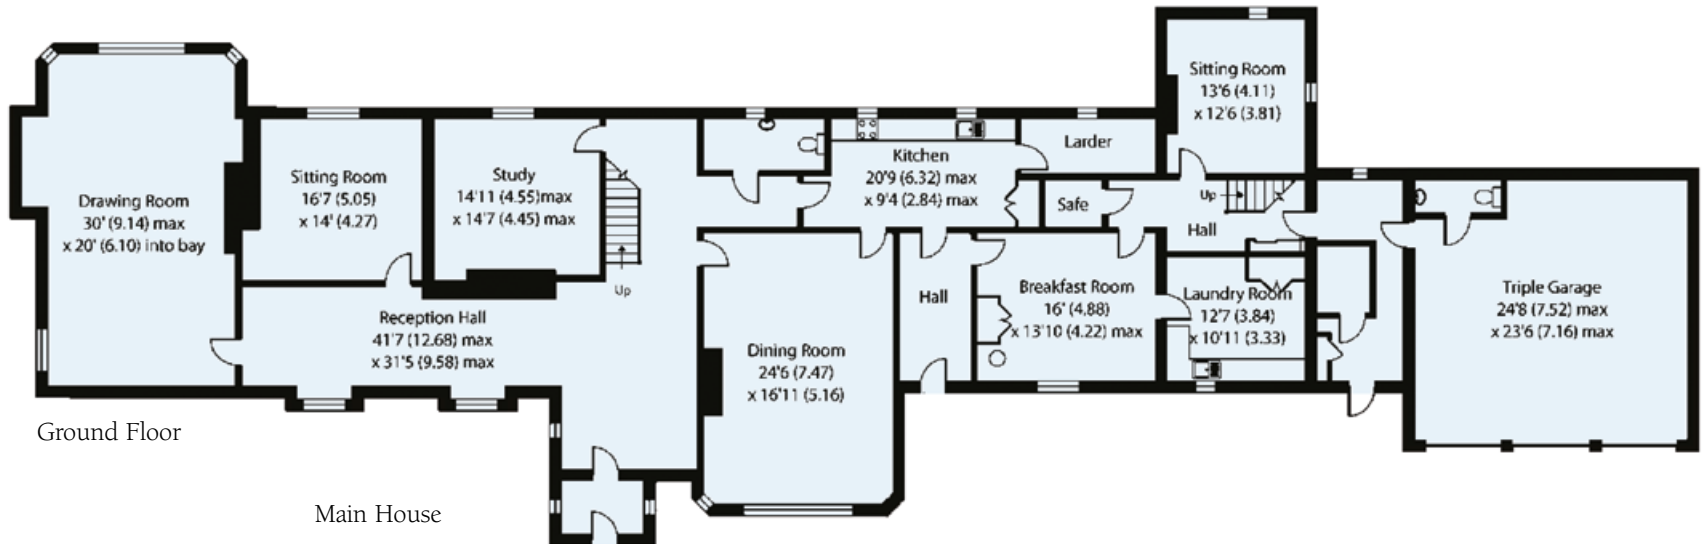 Sitting Room
13'6 (4.11)
x 12'6 (3.81)
Larder
Kitchen
20'9 (6.32) max
x 9'4 (2.84) max
Sitting Room
16'7 (5.05)
x 14' (4.27)
Study
14'11 (4.55)max
x 14'7 (4.45) max
Drawing Room
30' (9.14) max
x 20' (6.10) into bay
Safe
Up
Hall
Up
Hall
Breakfast Room
16' (4.88)
x 13'10 (4.22) max
Laundry Room
12'7 (3.84)
x 10'11 (3.33)
Triple Garage
24'8 (7.52) max
x 23'6 (7.16) max
Reception Hall
41'7 (12.68) max
x 31'5 (9.58) max
Dining Room
24'6 (7.47)
x 16'11 (5.16)
Ground Floor
Main House